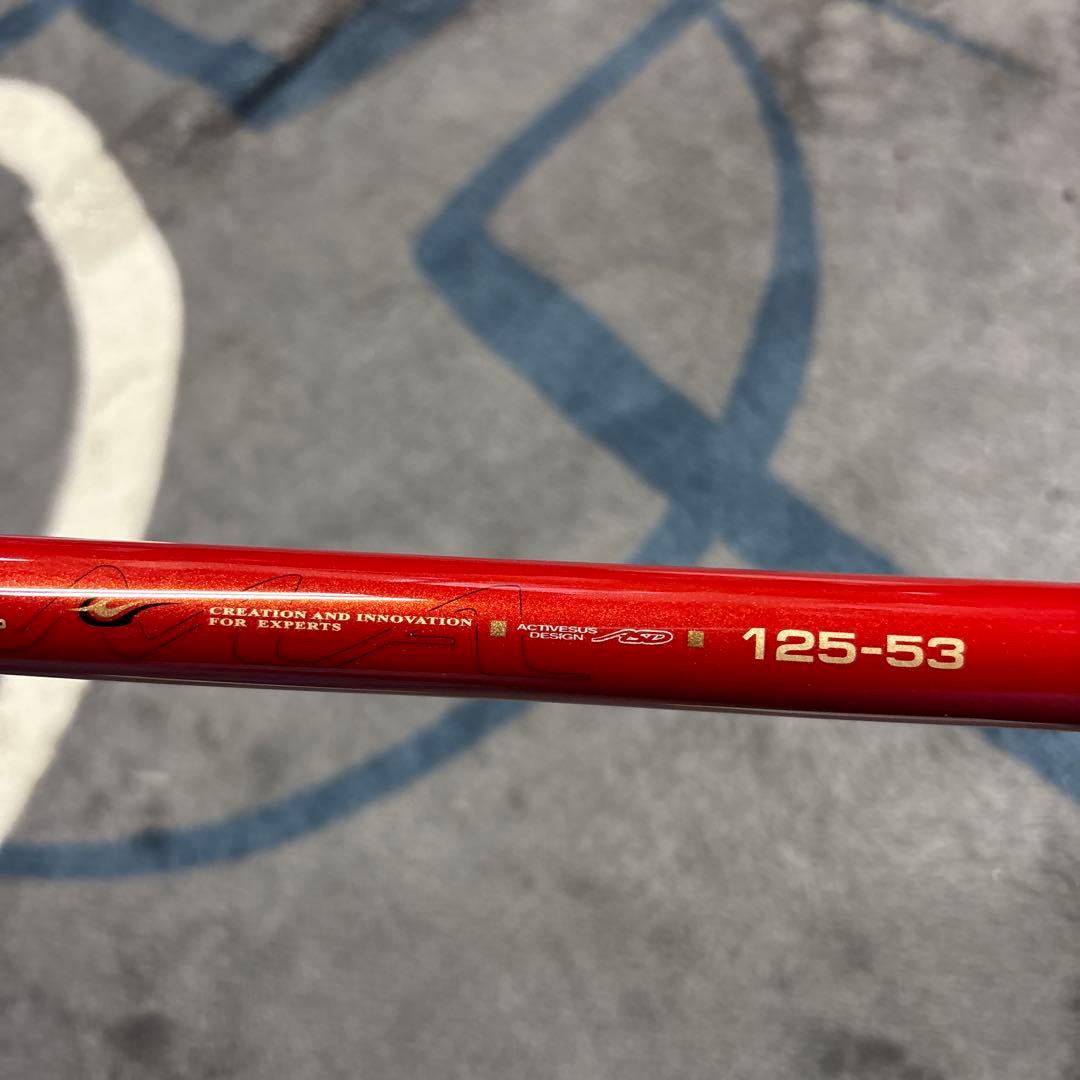 CREATION AND INNOVATION
FOR EXPERTS
ACTIVESUS
DESIGN
125-53